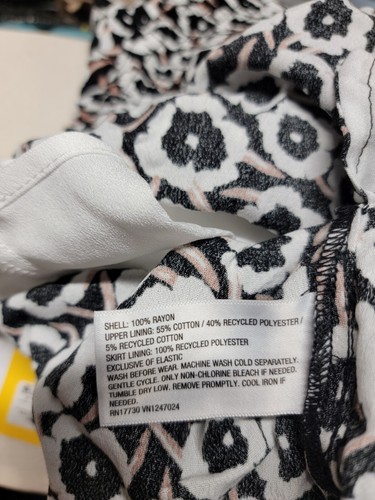 SHELL: 100% RAYON
UPPER LINING: 55% COTTON / 40% RECYCLED POLYESTER /
5% RECYCLED COTTON
SKIRT LINING: 100% RECYCLED POLYESTER
EXCLUSIVE OF ELASTIC
WASH BEFORE WEAR. MACHINE WASH COLD SEPARATELY.
GENTLE CYCLE. ONLY NON-CHLORINE BLEACH IF NEEDED.
TUMBLE DRY LOW. REMOVE PROMPTLY. COOL IRON IF
NEEDED.
RN17730 VN1247024